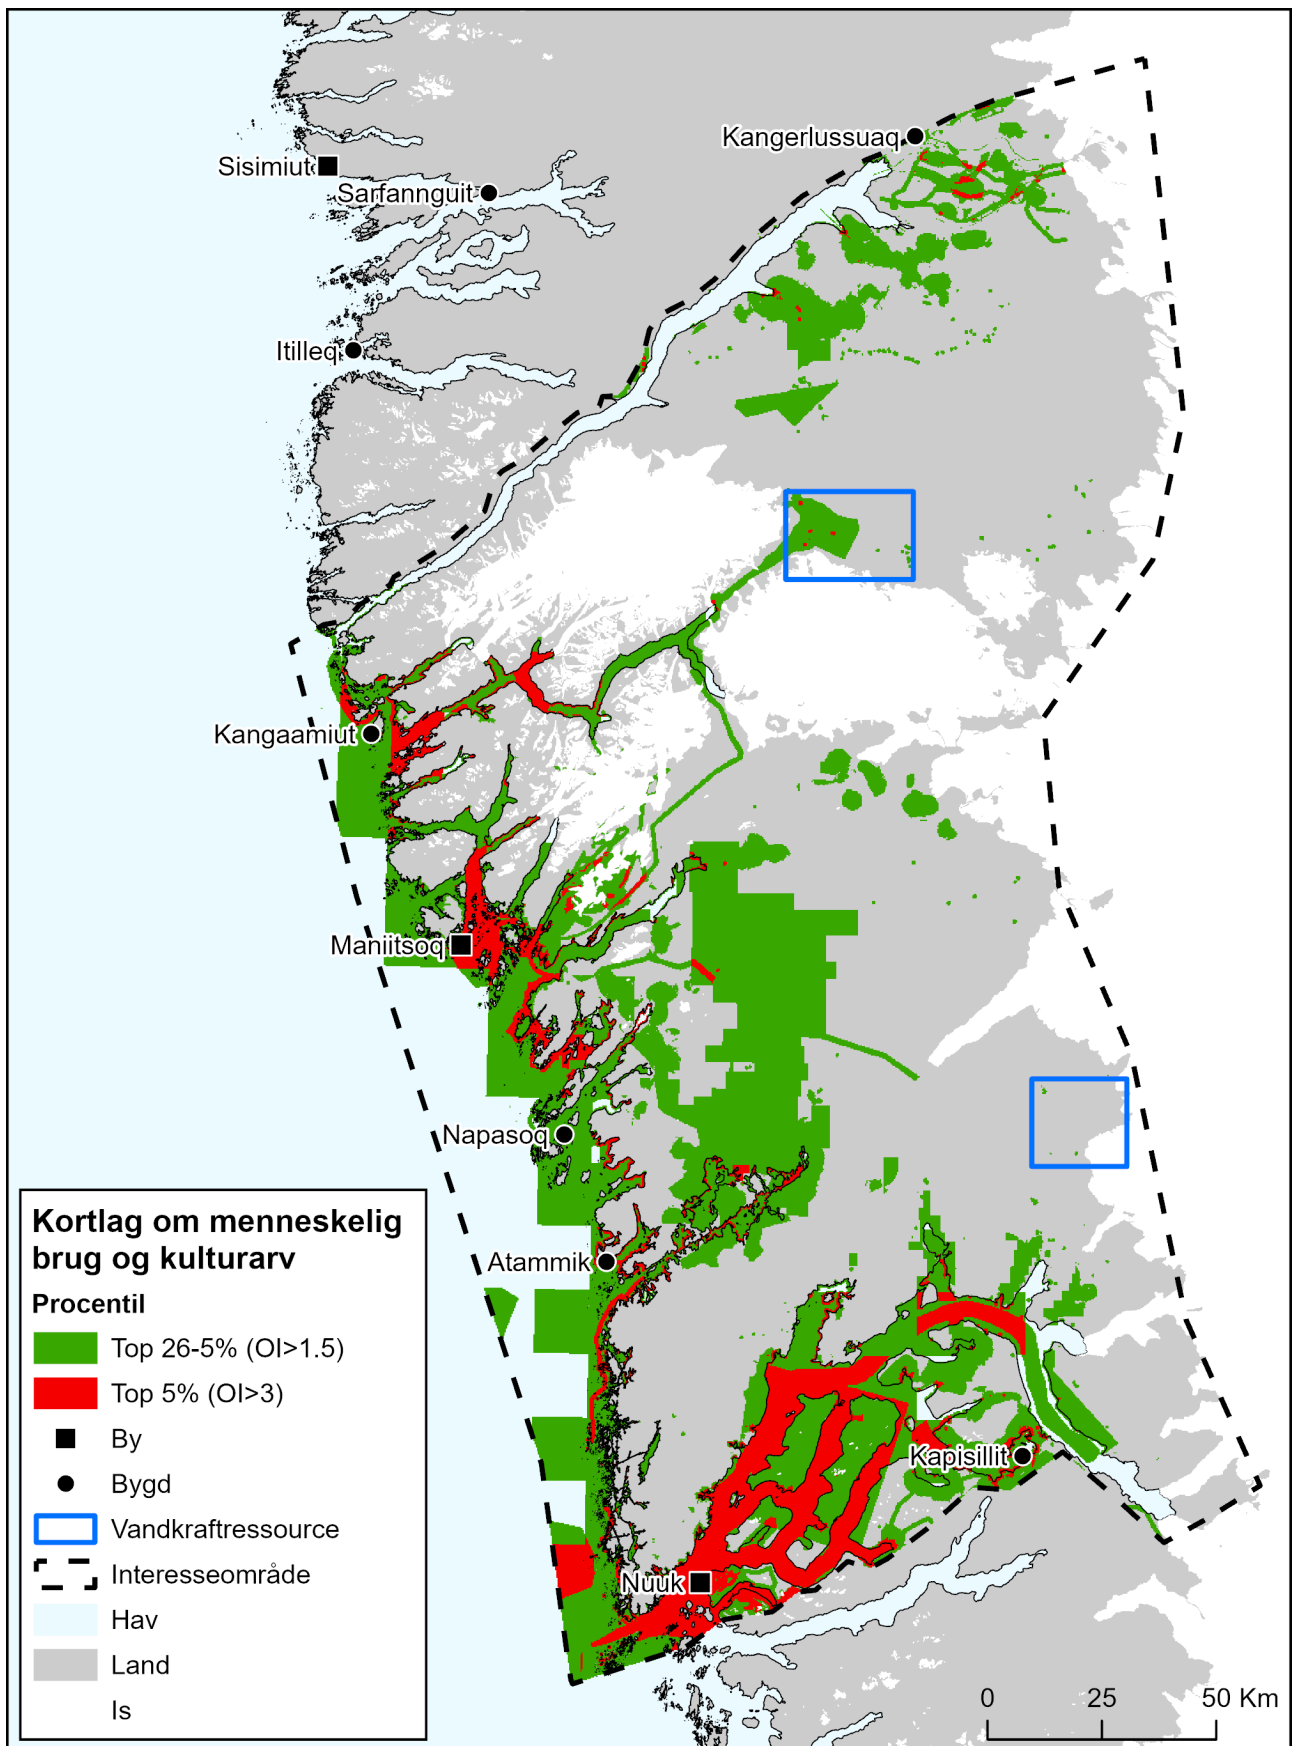 Kangerlussuaq
Sisimiut
Sarfannguit
Itilleq
Kangaamiut
Maniitsoq
Napasoq
Atammik
Kapisillit
Nuuk
Kortlag om menneskelig
brug og kulturarv
Procentil
Top 26-5% (OI>1.5)
Top 5% (OI>3)
By
Bygd
Vandkraftressource
Interesseområde
Hav
Land
Is
0 25 50 Km